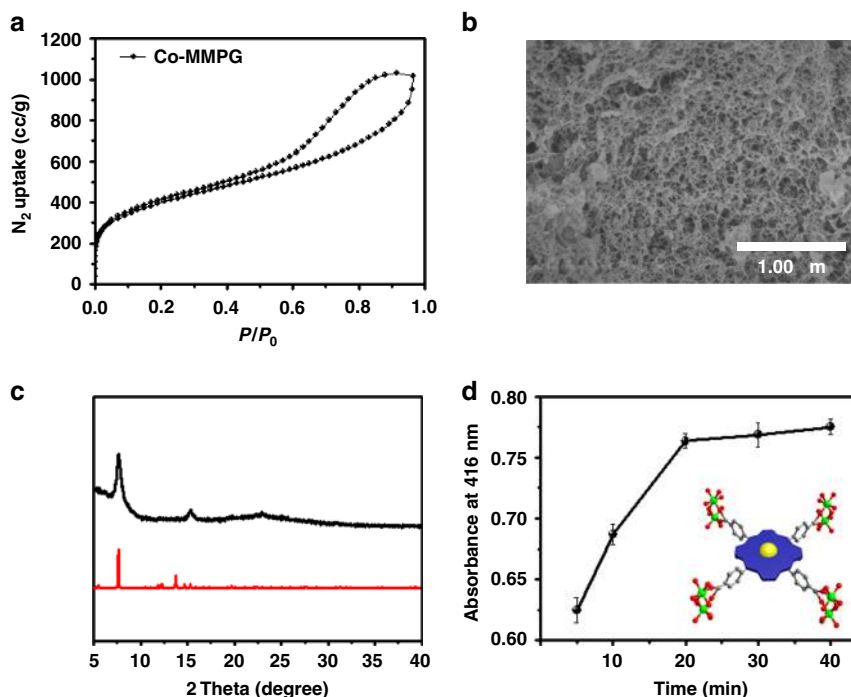 a
1200
1000
800
600
400
200
0
N₂ uptake (cc/g)
Co-MMPG
0.0 0.2 0.4 0.6 0.8 1.0
P/P₀
b
1.00 m
c
5 10 15 20 25 30 35 40
2 Theta (degree)
d
0.80
0.75
0.70
0.65
0.60
Absorbance at 416 nm
10 20 30 40
Time (min)